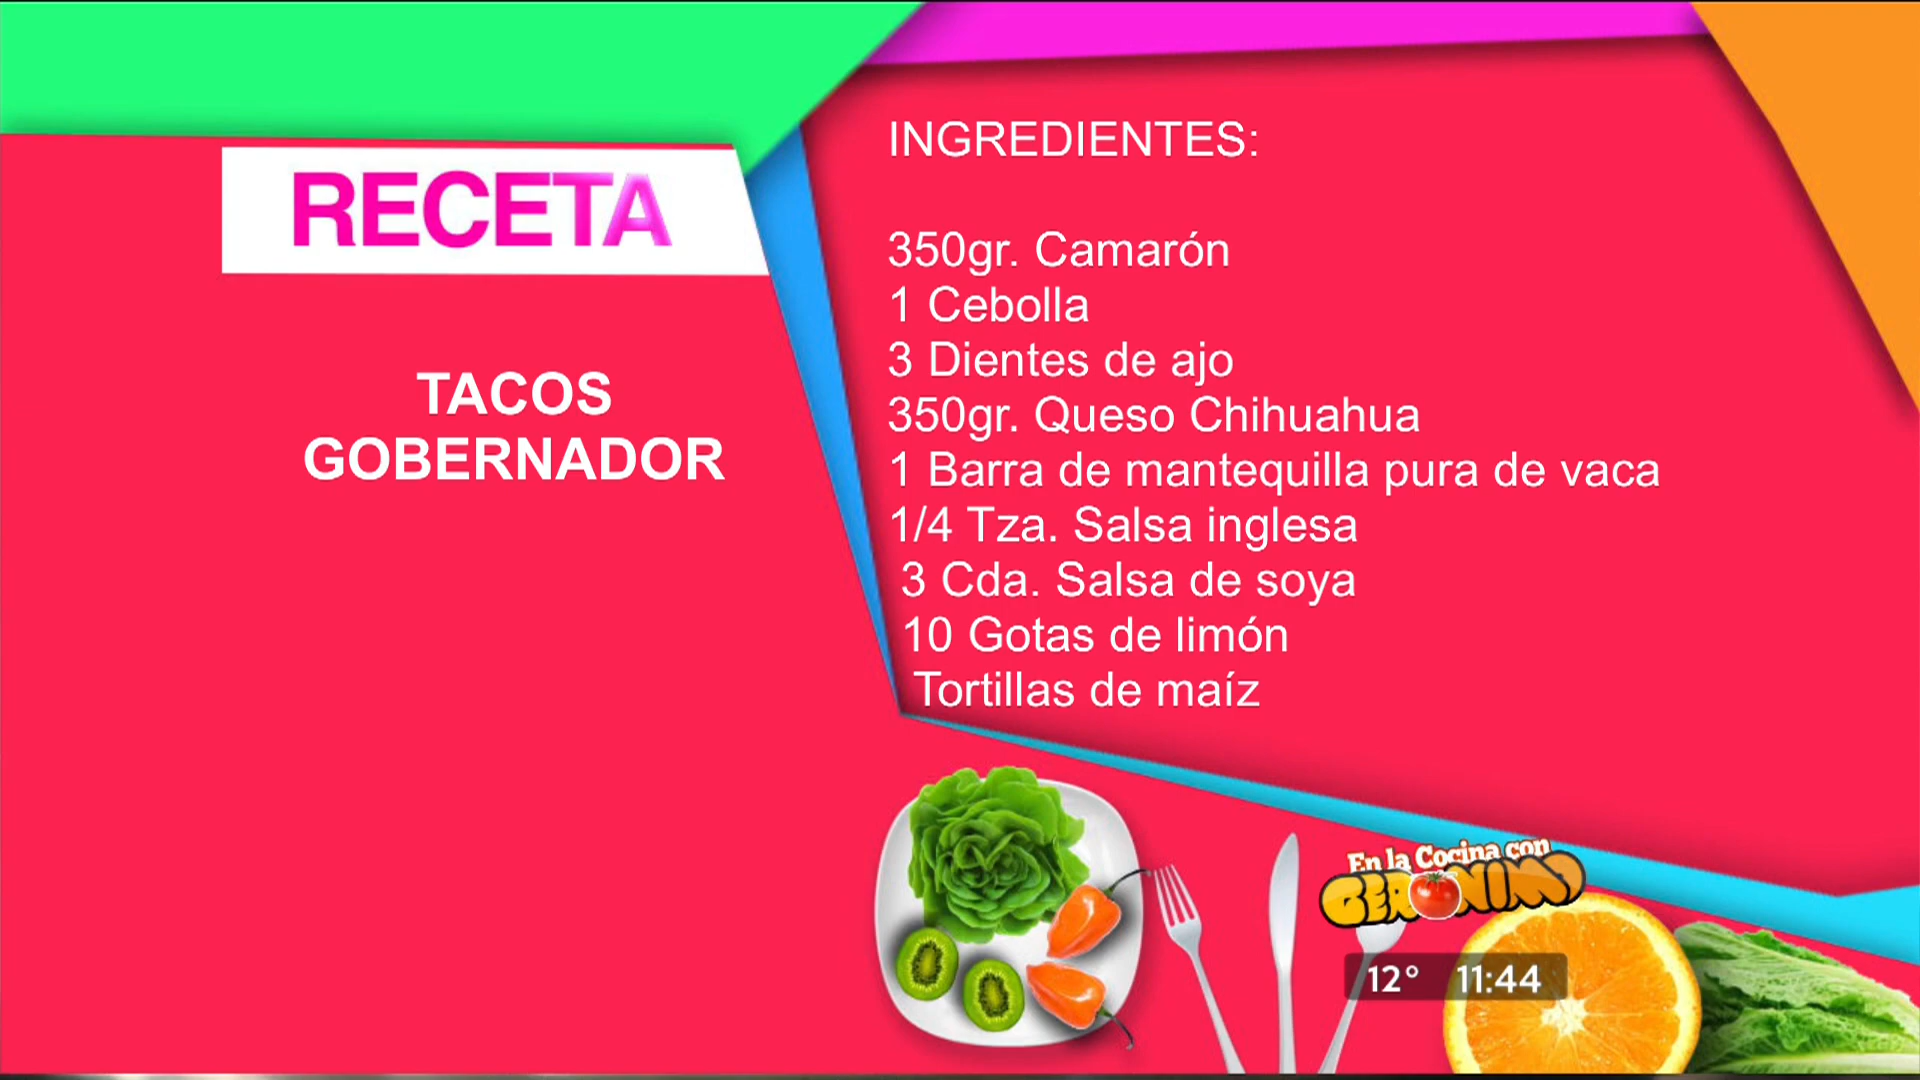 RECETA
TACOS
GOBERNADOR
INGREDIENTES:
350gr. Camarón
1 Cebolla
3 Dientes de ajo
350gr. Queso Chihuahua
1 Barra de mantequilla pura de vaca
1/4 Tza. Salsa inglesa
3 Cda. Salsa de soya
10 Gotas de limón
Tortillas de maíz
En la Cocina con
GERONIMO
12° 11:44